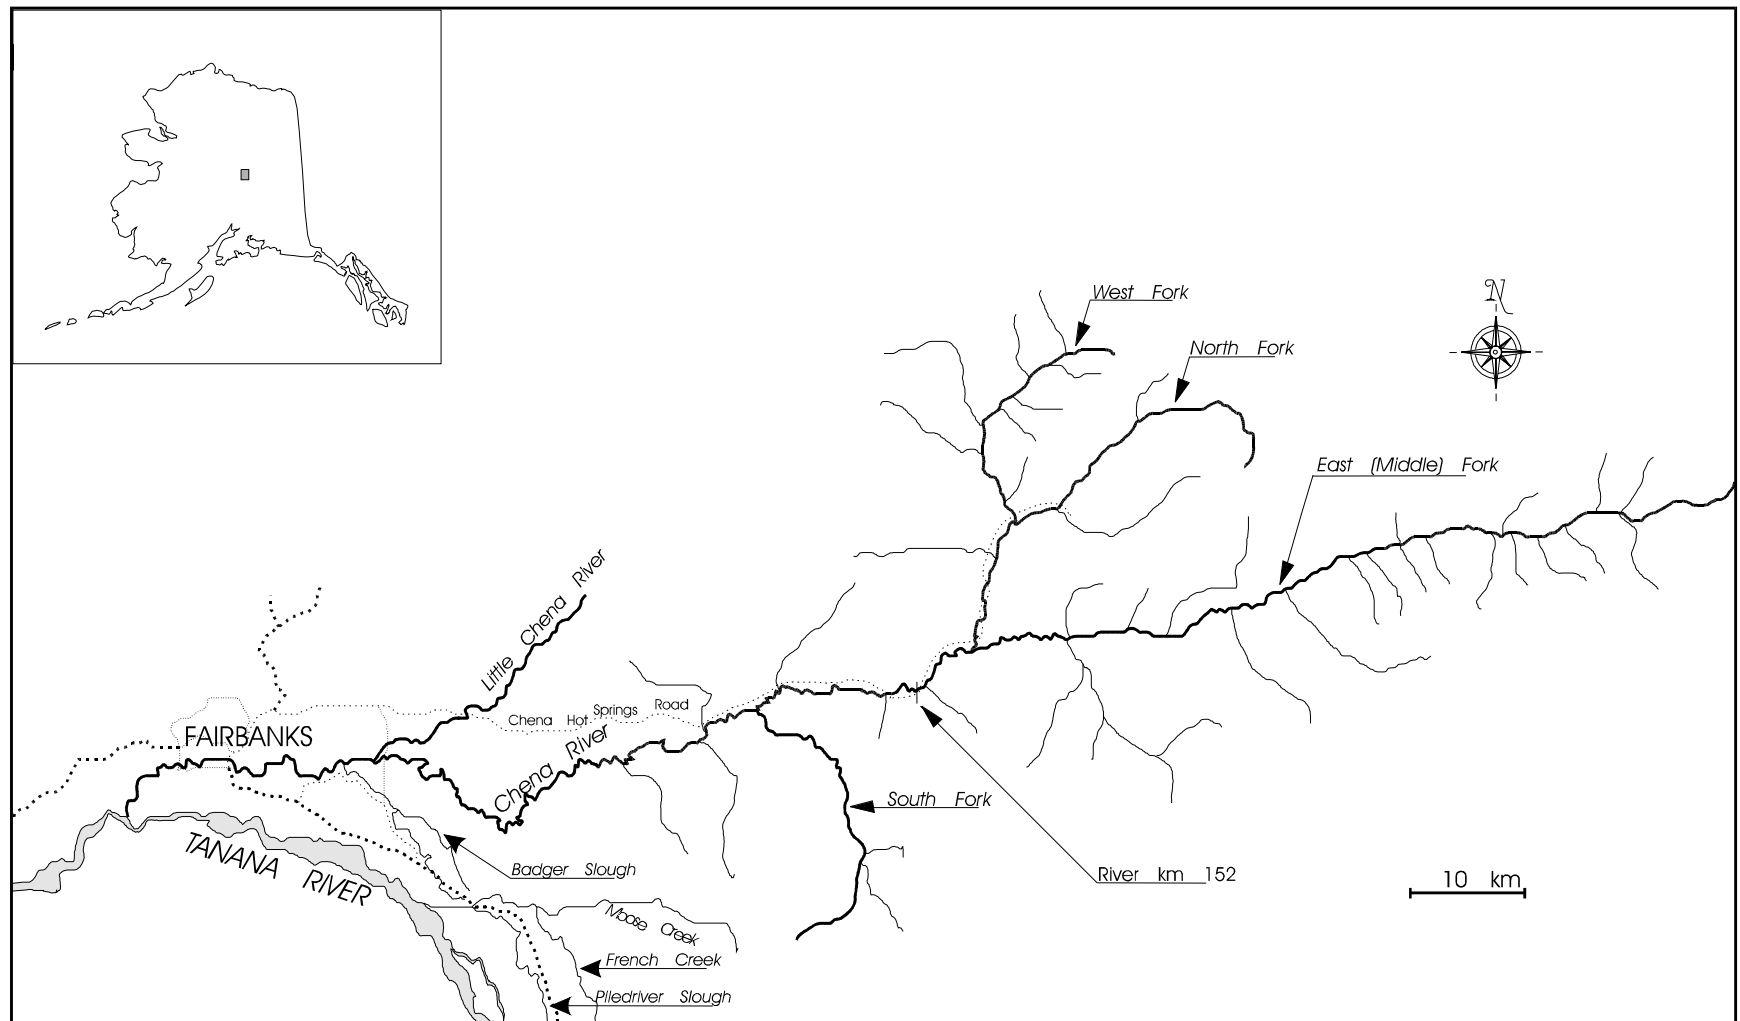 N
West Fork
North Fork
East (Middle) Fork
Little Chena River
Chena Hot Springs Road
FAIRBANKS
Chena River
South Fork
TANANA RIVER
Badger Slough
River km 152
10 km
Moose Creek
French Creek
Piledriver Slough